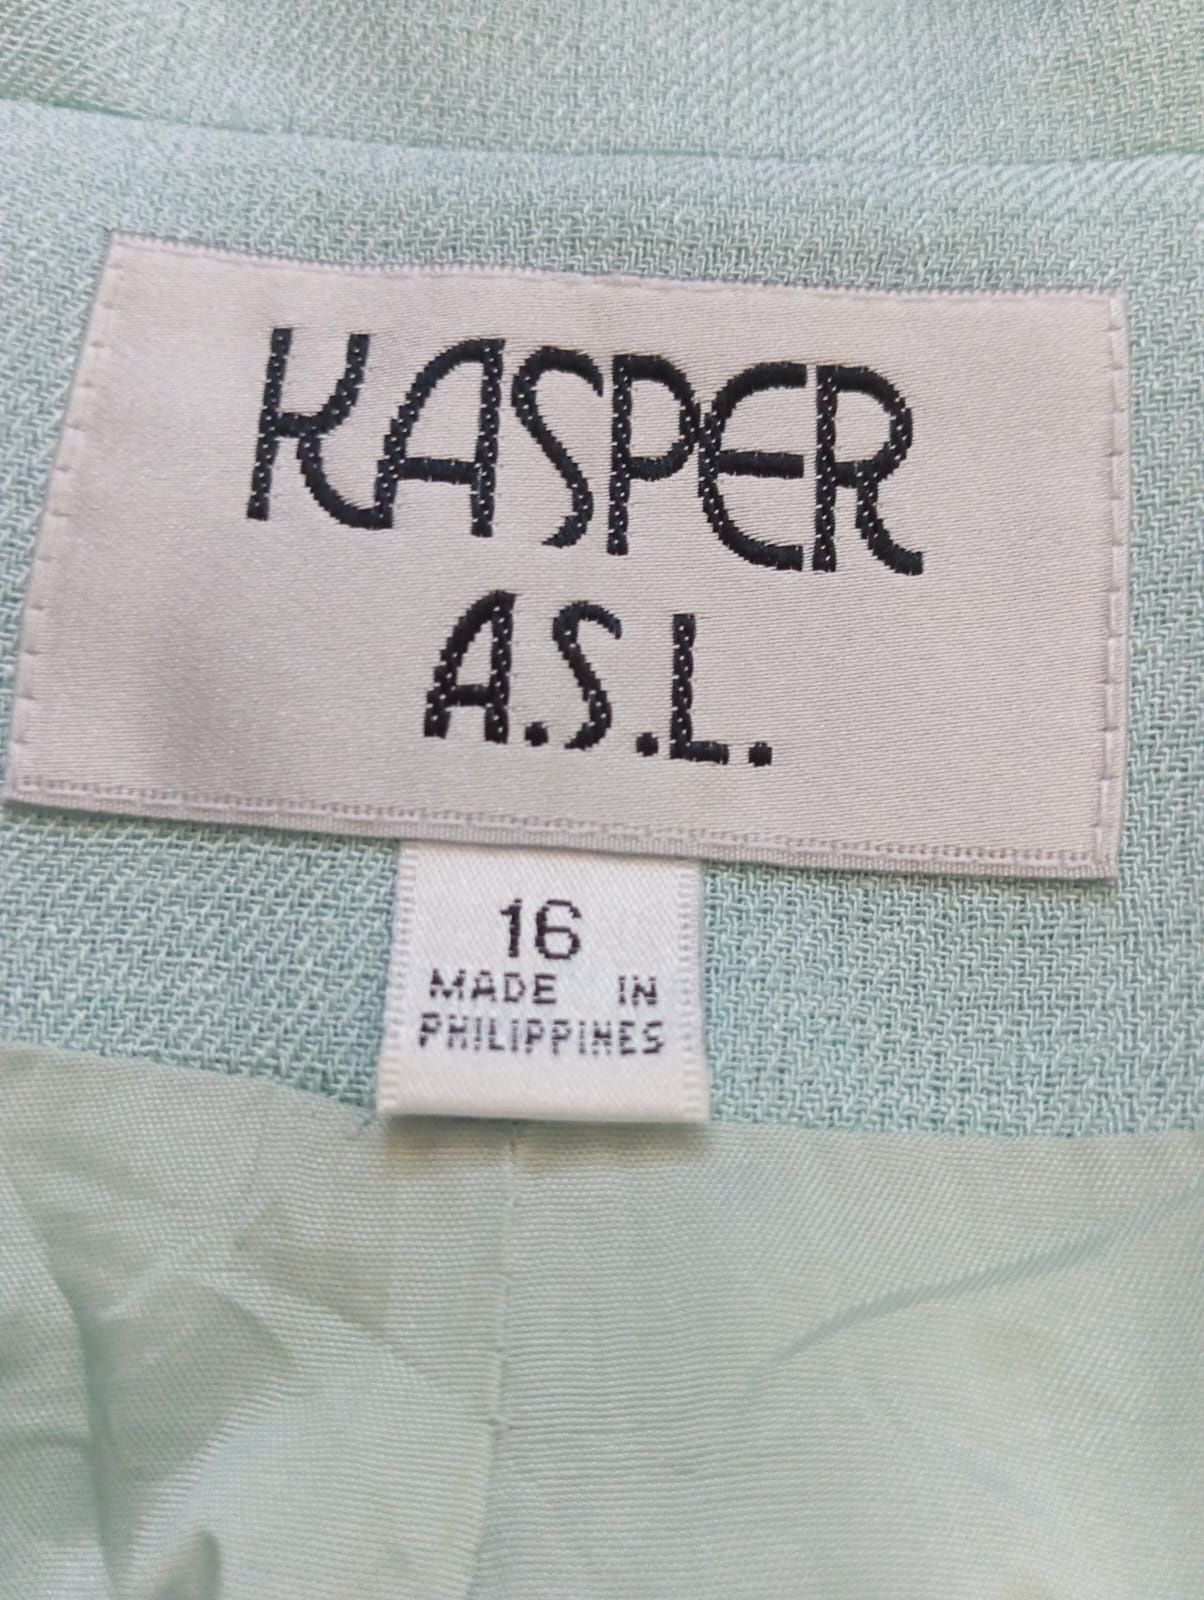 KASPER
A.S.L.
16
MADE IN
PHILIPPINES